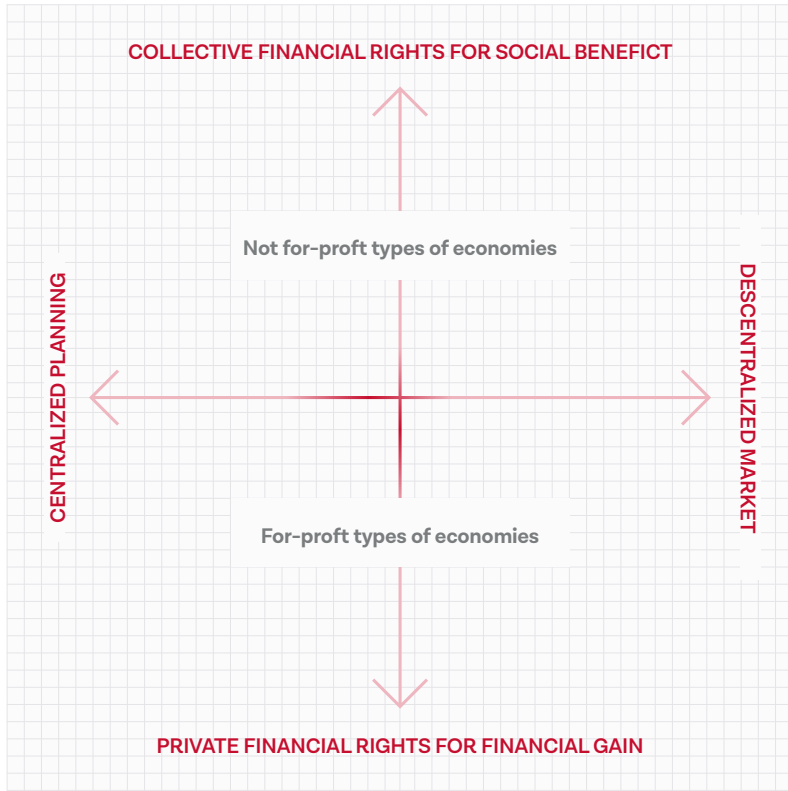 COLLECTIVE FINANCIAL RIGHTS FOR SOCIAL BENEFICT
Not for-proft types of economies
CENTRALIZED PLANNING
DESCENTRALIZED MARKET
For-proft types of economies
PRIVATE FINANCIAL RIGHTS FOR FINANCIAL GAIN